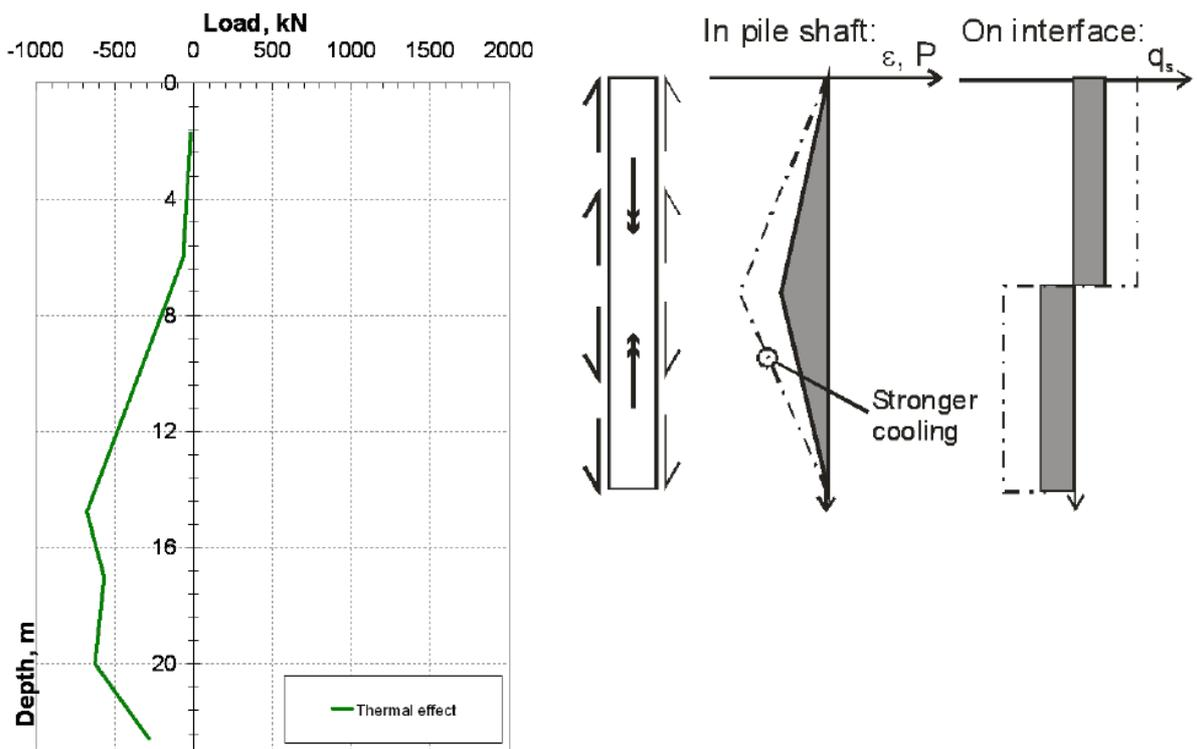 Load, kN
-1000 -500 0 500 1000 1500 2000
0
4
8
12
16
20
Depth, m
Thermal effect
In pile shaft:
ε, P
On interface:
qs
Stronger
cooling